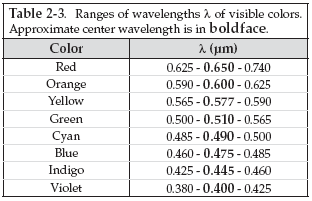 Table 2-3. Ranges of wavelengths λ of visible colors.
Approximate center wavelength is in boldface.
Color λ (μm)
Red 0.625 - 0.650 - 0.740
Orange 0.590 - 0.600 - 0.625
Yellow 0.565 - 0.577 - 0.590
Green 0.500 - 0.510 - 0.565
Cyan 0.485 - 0.490 - 0.500
Blue 0.460 - 0.475 - 0.485
Indigo 0.425 - 0.445 - 0.460
Violet 0.380 - 0.400 - 0.425